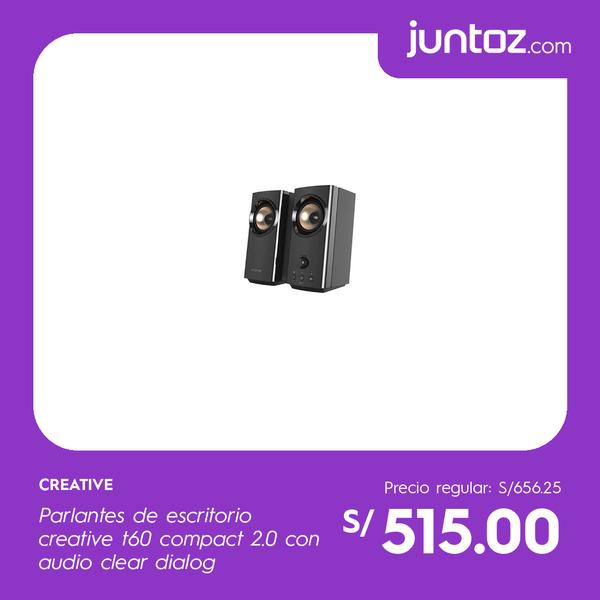 juntoz.com
CREATIVE
Parlantes de escritorio
creative t60 compact 2.0 con
audio clear dialog
Precio regular: S/656.25
S/ 515.00